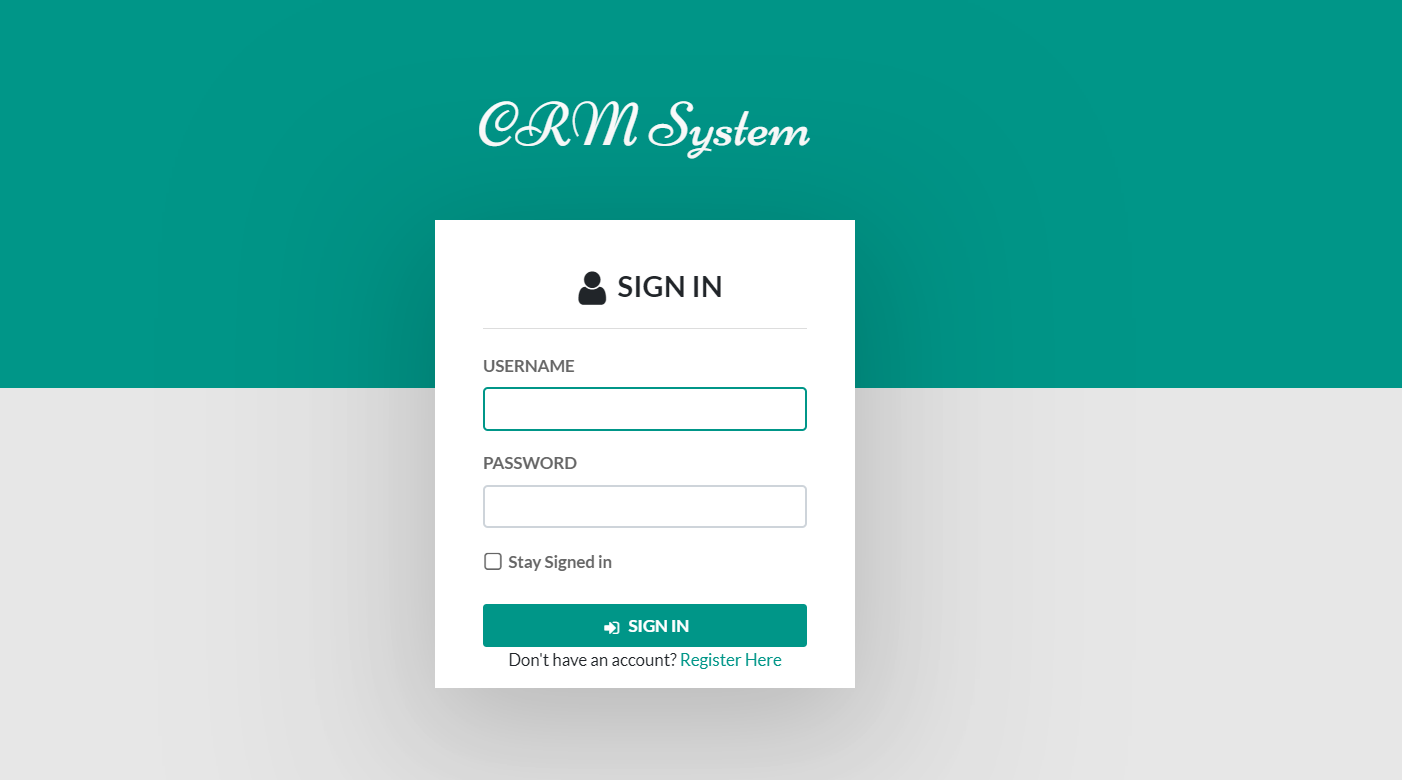 CRM System
SIGN IN
USERNAME
PASSWORD
Stay Signed in
SIGN IN
Don't have an account? Register Here